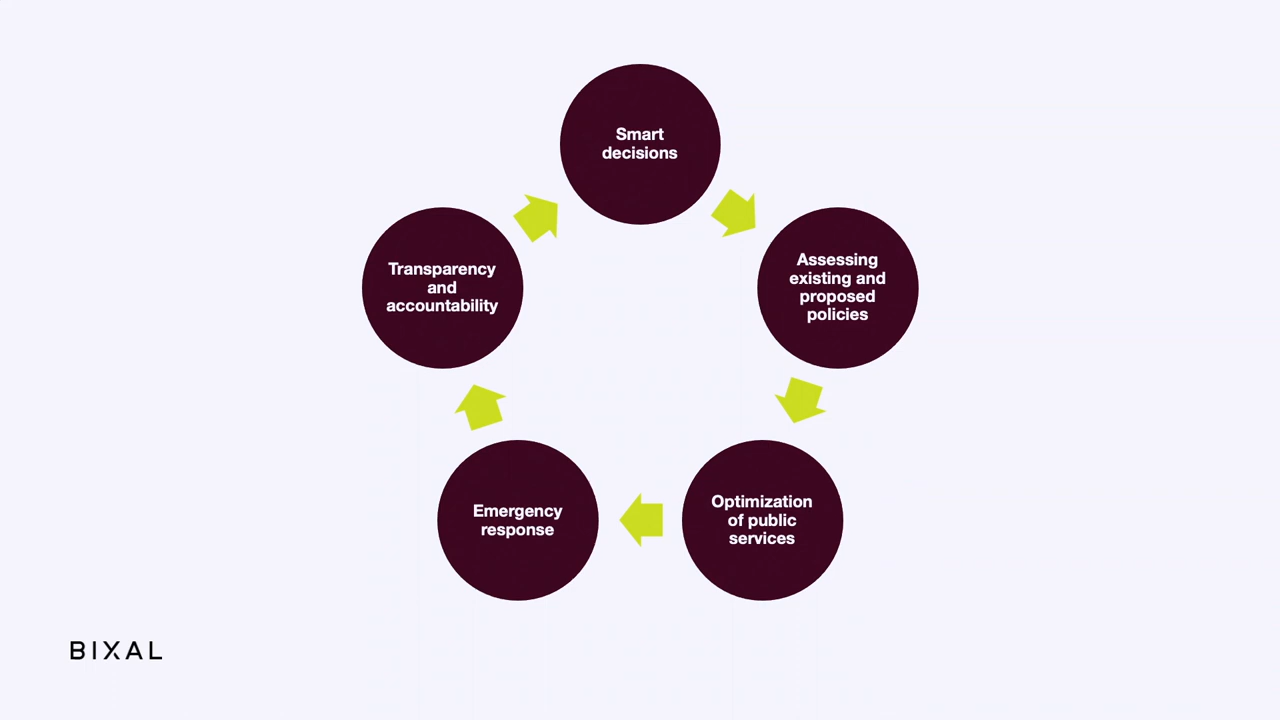 Smart
decisions
Assessing
existing and
proposed
policies
Optimization
of public
services
Emergency
response
Transparency
and
accountability
BIXAL